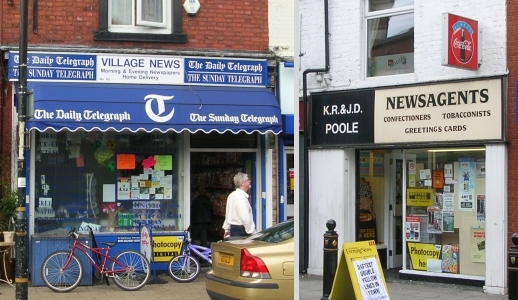 The Daily Telegraph
THE SUNDAY TELEGRAPH
VILLAGE NEWS
Morning & Evening Newspapers
Home Delivery
The Daily Telegraph
THE SUNDAY TELEGRAPH
The Daily Telegraph
T
The Sunday Telegraph
Photocopy
K.R.&J.D.
POOLE
NEWSAGENTS
CONFECTIONERS TOBACCONISTS
GREETINGS CARDS
Coca-Cola
Photocopy